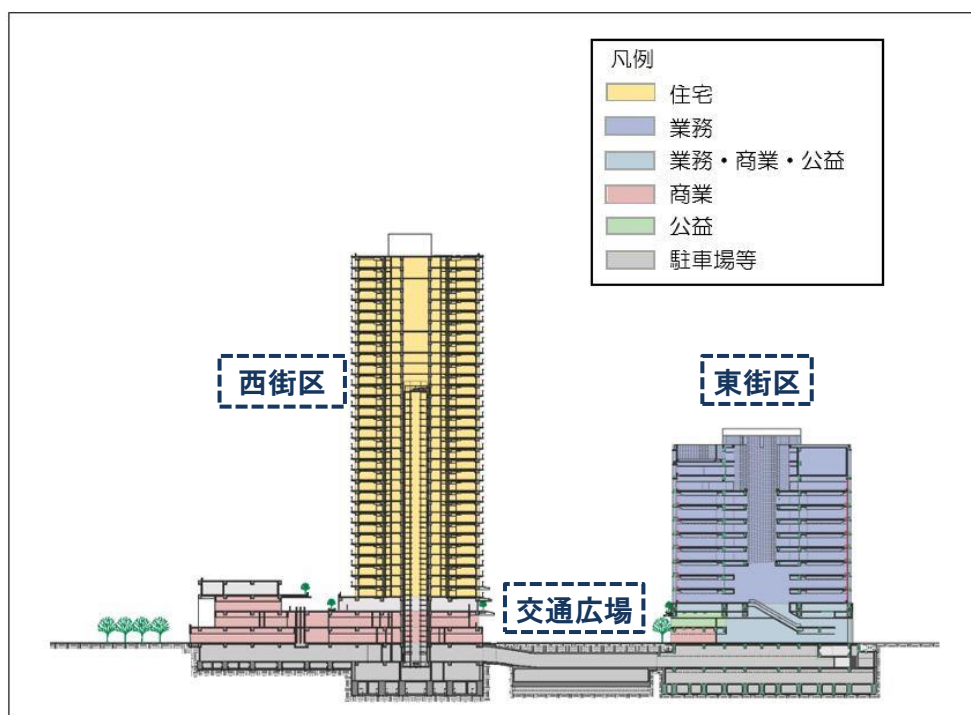 凡例
住宅
業務
業務・商業・公益
商業
公益
駐車場等
西街区
東街区
交通広場